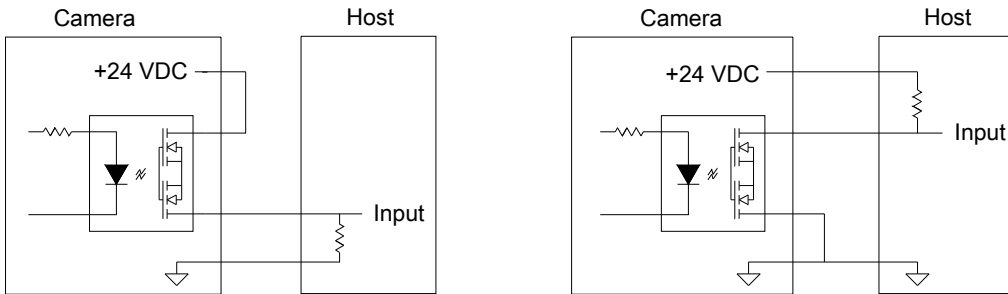 Camera
Host
+24 VDC
Input
Camera
Host
+24 VDC
Input